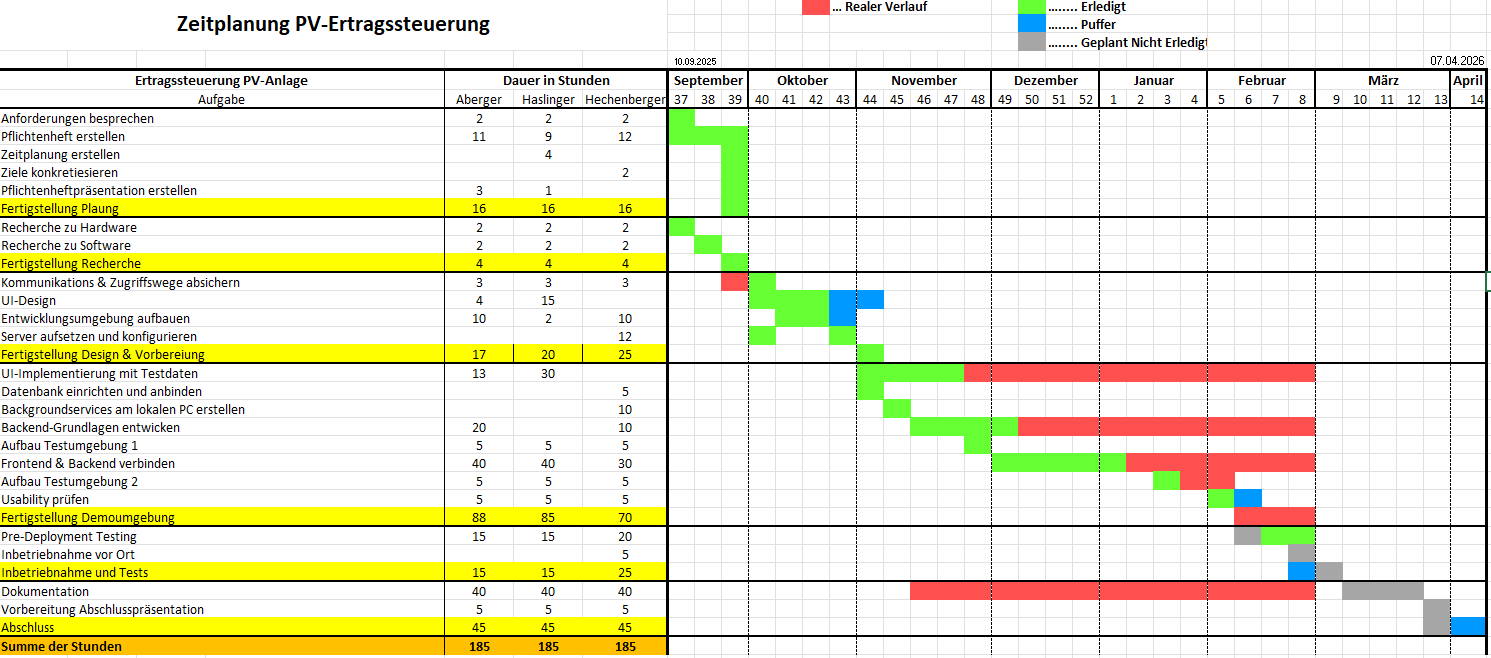 ... Realer Verlauf ........ Erledigt
Zeitplanung PV-Ertragssteuerung
........ Puffer
........ Geplant Nicht Erledigt
10.09.2025 07.04.2026
Ertragssteuerung PV-Anlage Dauer in Stunden September Oktober November Dezember Januar Februar März April
Aufgabe Aberger Haslinger Hechenberger 37 38 39 40 41 42 43 44 45 46 47 48 49 50 51 52 1 2 3 4 5 6 7 8 9 10 11 12 13 14
Anforderungen besprechen 2 2 2
Pflichtenheft erstellen 11 9 12
Zeitplanung erstellen 4
Ziele konkretiesieren 2
Pflichtenheftpräsentation erstellen 3 1
Fertigstellung Plaung 16 16 16
Recherche zu Hardware 2 2 2
Recherche zu Software 2 2 2
Fertigstellung Recherche 4 4 4
Kommunikations & Zugriffswege absichern 3 3 3
UI-Design 4 15
Entwicklungsumgebung aufbauen 10 2 10
Server aufsetzen und konfigurieren 12
Fertigstellung Design & Vorbereiung 17 20 25
UI-Implementierung mit Testdaten 13 30
Datenbank einrichten und anbinden 5
Backgroundservices am lokalen PC erstellen 10
Backend-Grundlagen entwicken 20 10
Aufbau Testumgebung 1 5 5 5
Frontend & Backend verbinden 40 40 30
Aufbau Testumgebung 2 5 5 5
Usability prüfen 5 5 5
Fertigstellung Demoumgebung 88 85 70
Pre-Deployment Testing 15 15 20
Inbetriebnahme vor Ort 5
Inbetriebnahme und Tests 15 15 25
Dokumentation 40 40 40
Vorbereitung Abschlusspräsentation 5 5 5
Abschluss 45 45 45
Summe der Stunden 185 185 185